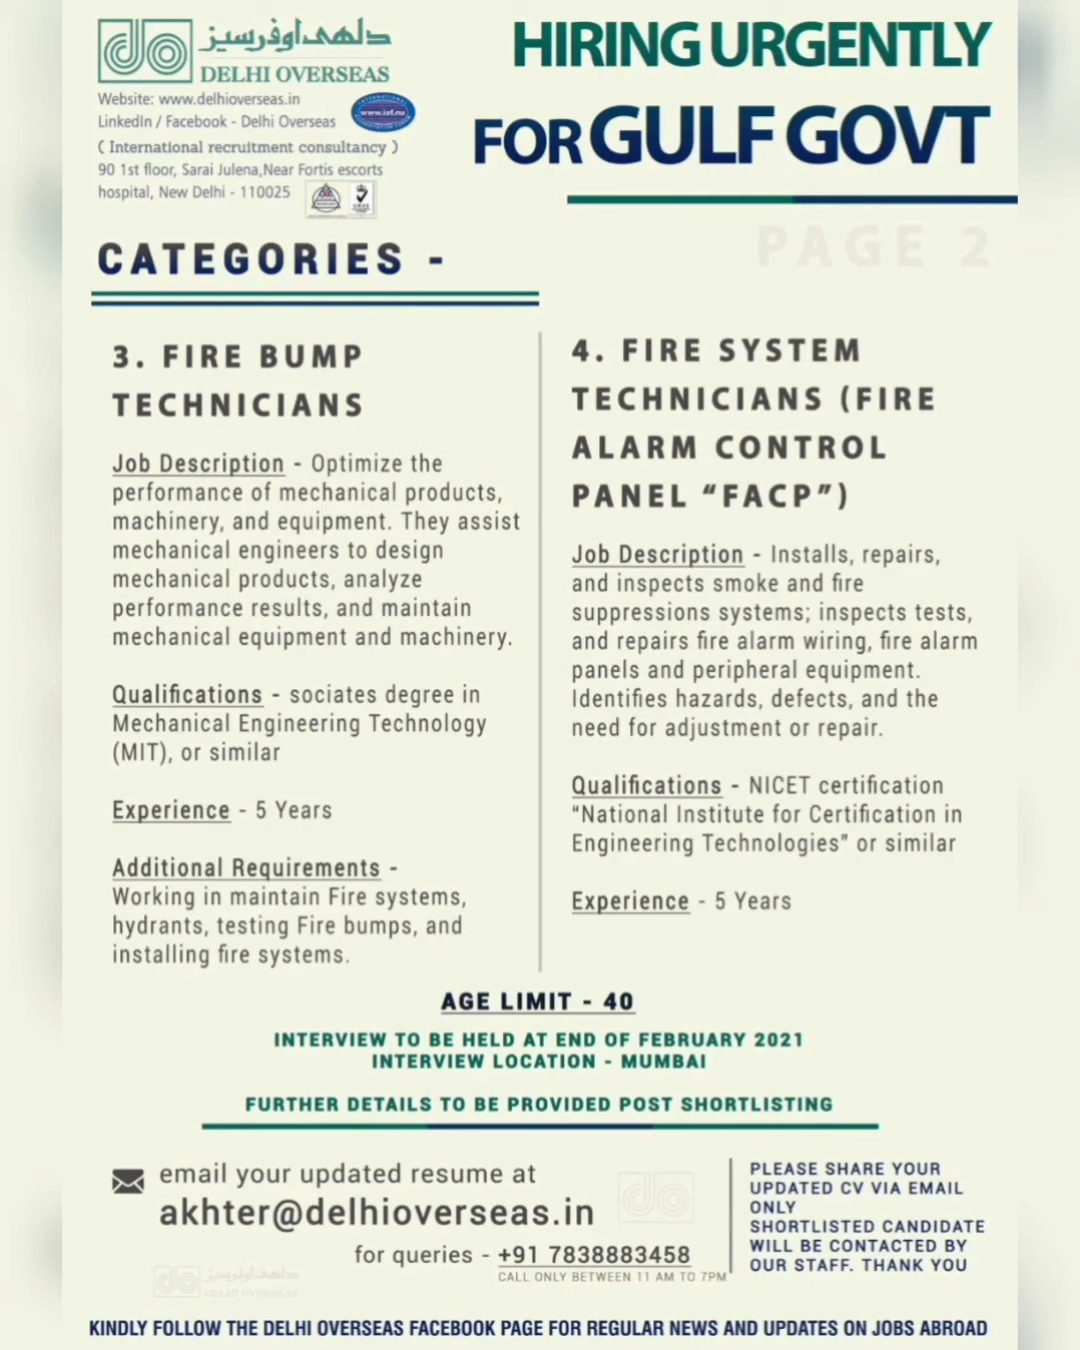 دلهی اوفرسیز
DELHI OVERSEAS
Website: www.delhioverseas.in
LinkedIn / Facebook - Delhi Overseas
www.iaf.nu
( International recruitment consultancy )
90 1st floor, Sarai Julena,Near Fortis escorts
hospital, New Delhi - 110025
HIRING URGENTLY
FOR GULF GOVT
PAGE 2
CATEGORIES -
3. FIRE BUMP
TECHNICIANS
Job Description - Optimize the
performance of mechanical products,
machinery, and equipment. They assist
mechanical engineers to design
mechanical products, analyze
performance results, and maintain
mechanical equipment and machinery.
Qualifications - sociates degree in
Mechanical Engineering Technology
(MIT), or similar
Experience - 5 Years
Additional Requirements -
Working in maintain Fire systems,
hydrants, testing Fire bumps, and
installing fire systems.
4. FIRE SYSTEM
TECHNICIANS (FIRE
ALARM CONTROL
PANEL “FACP”)
Job Description - Installs, repairs,
and inspects smoke and fire
suppressions systems; inspects tests,
and repairs fire alarm wiring, fire alarm
panels and peripheral equipment.
Identifies hazards, defects, and the
need for adjustment or repair.
Qualifications - NICET certification
“National Institute for Certification in
Engineering Technologies” or similar
Experience - 5 Years
AGE LIMIT - 40
INTERVIEW TO BE HELD AT END OF FEBRUARY 2021
INTERVIEW LOCATION - MUMBAI
FURTHER DETAILS TO BE PROVIDED POST SHORTLISTING
email your updated resume at
akhter@delhioverseas.in
for queries - +91 7838883458
CALL ONLY BETWEEN 11 AM TO 7PM
دلهی اوفرسیز
DELHI OVERSEAS
PLEASE SHARE YOUR
UPDATED CV VIA EMAIL
ONLY
SHORTLISTED CANDIDATE
WILL BE CONTACTED BY
OUR STAFF. THANK YOU
KINDLY FOLLOW THE DELHI OVERSEAS FACEBOOK PAGE FOR REGULAR NEWS AND UPDATES ON JOBS ABROAD